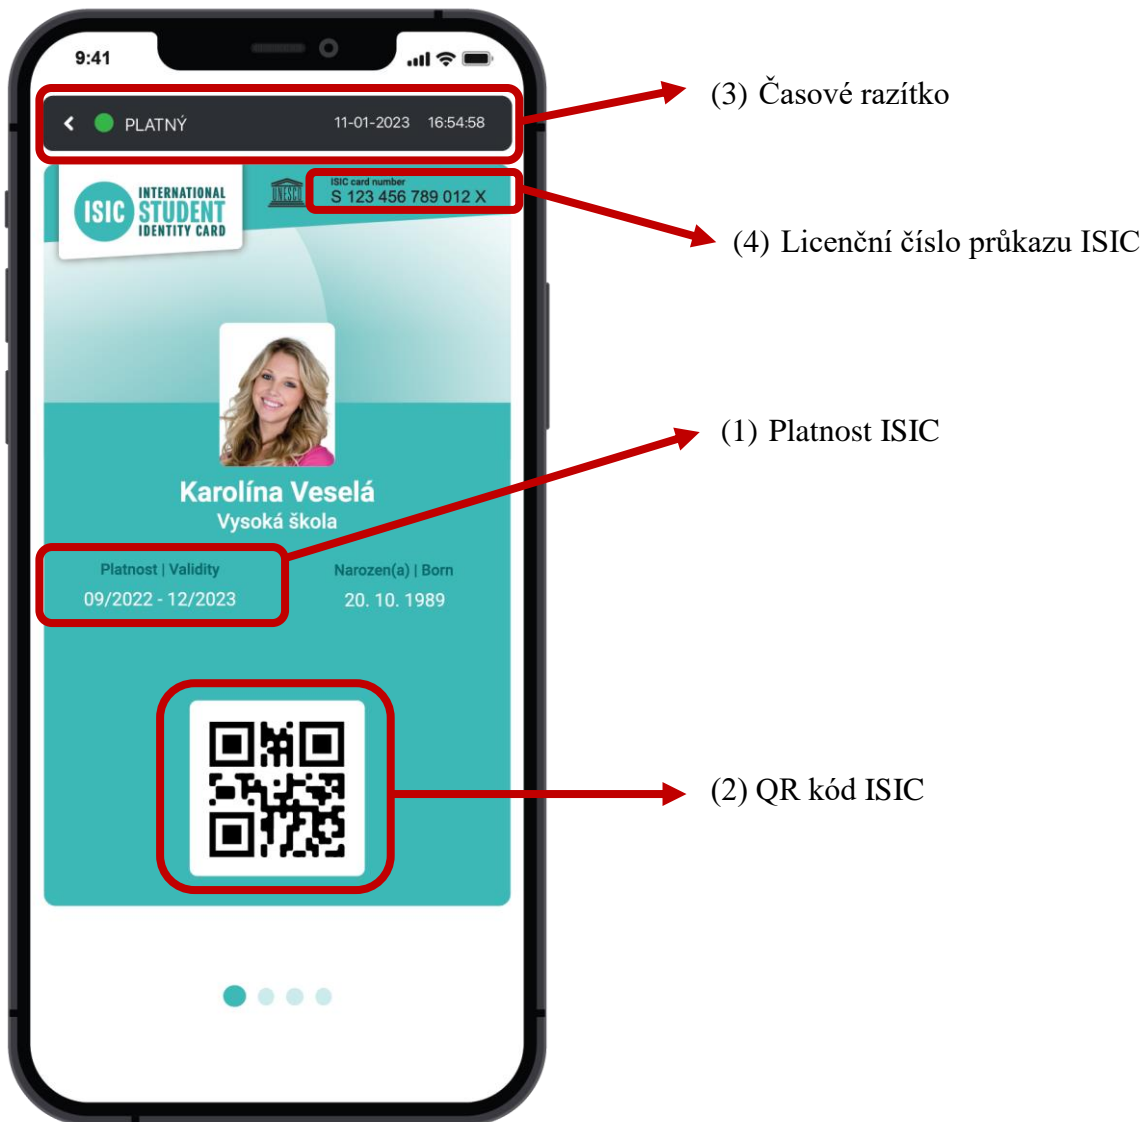 9:41
PLATNÝ 11-01-2023 16:54:58
(3) Časové razítko
ISIC
INTERNATIONAL
STUDENT
IDENTITY CARD
UNESCO
ISIC card number
S 123 456 789 012 X
(4) Licenční číslo průkazu ISIC
(1) Platnost ISIC
Karolína Veselá
Vysoká škola
Platnost | Validity
09/2022 - 12/2023
Narozen(a) | Born
20. 10. 1989
(2) QR kód ISIC